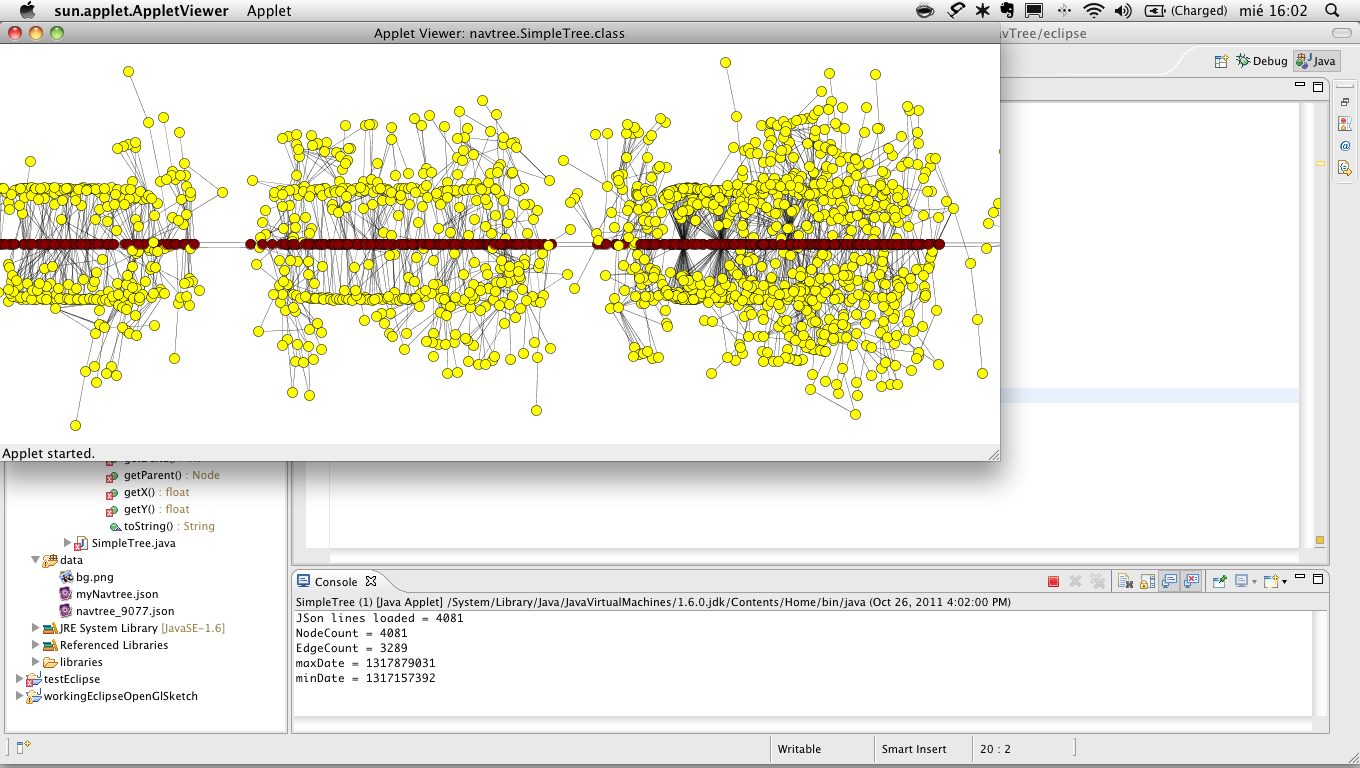 sun.applet.AppletViewer Applet (Charged) mié 16:02
Applet Viewer: navtree.SimpleTree.class
avTree/eclipse
Debug Java
Applet started.
getParent() : Node
getX() : float
getY() : float
toString() : String
SimpleTree.java
data
bg.png
myNavtree.json
navtree_9077.json
JRE System Library [JavaSE-1.6]
Referenced Libraries
libraries
testEclipse
workingEclipseOpenGlSketch
Console
SimpleTree (1) [Java Applet] /System/Library/Java/JavaVirtualMachines/1.6.0.jdk/Contents/Home/bin/java (Oct 26, 2011 4:02:00 PM)
JSon lines loaded = 4081
NodeCount = 4081
EdgeCount = 3289
maxDate = 1317879031
minDate = 1317157392
Writable Smart Insert 20 : 2